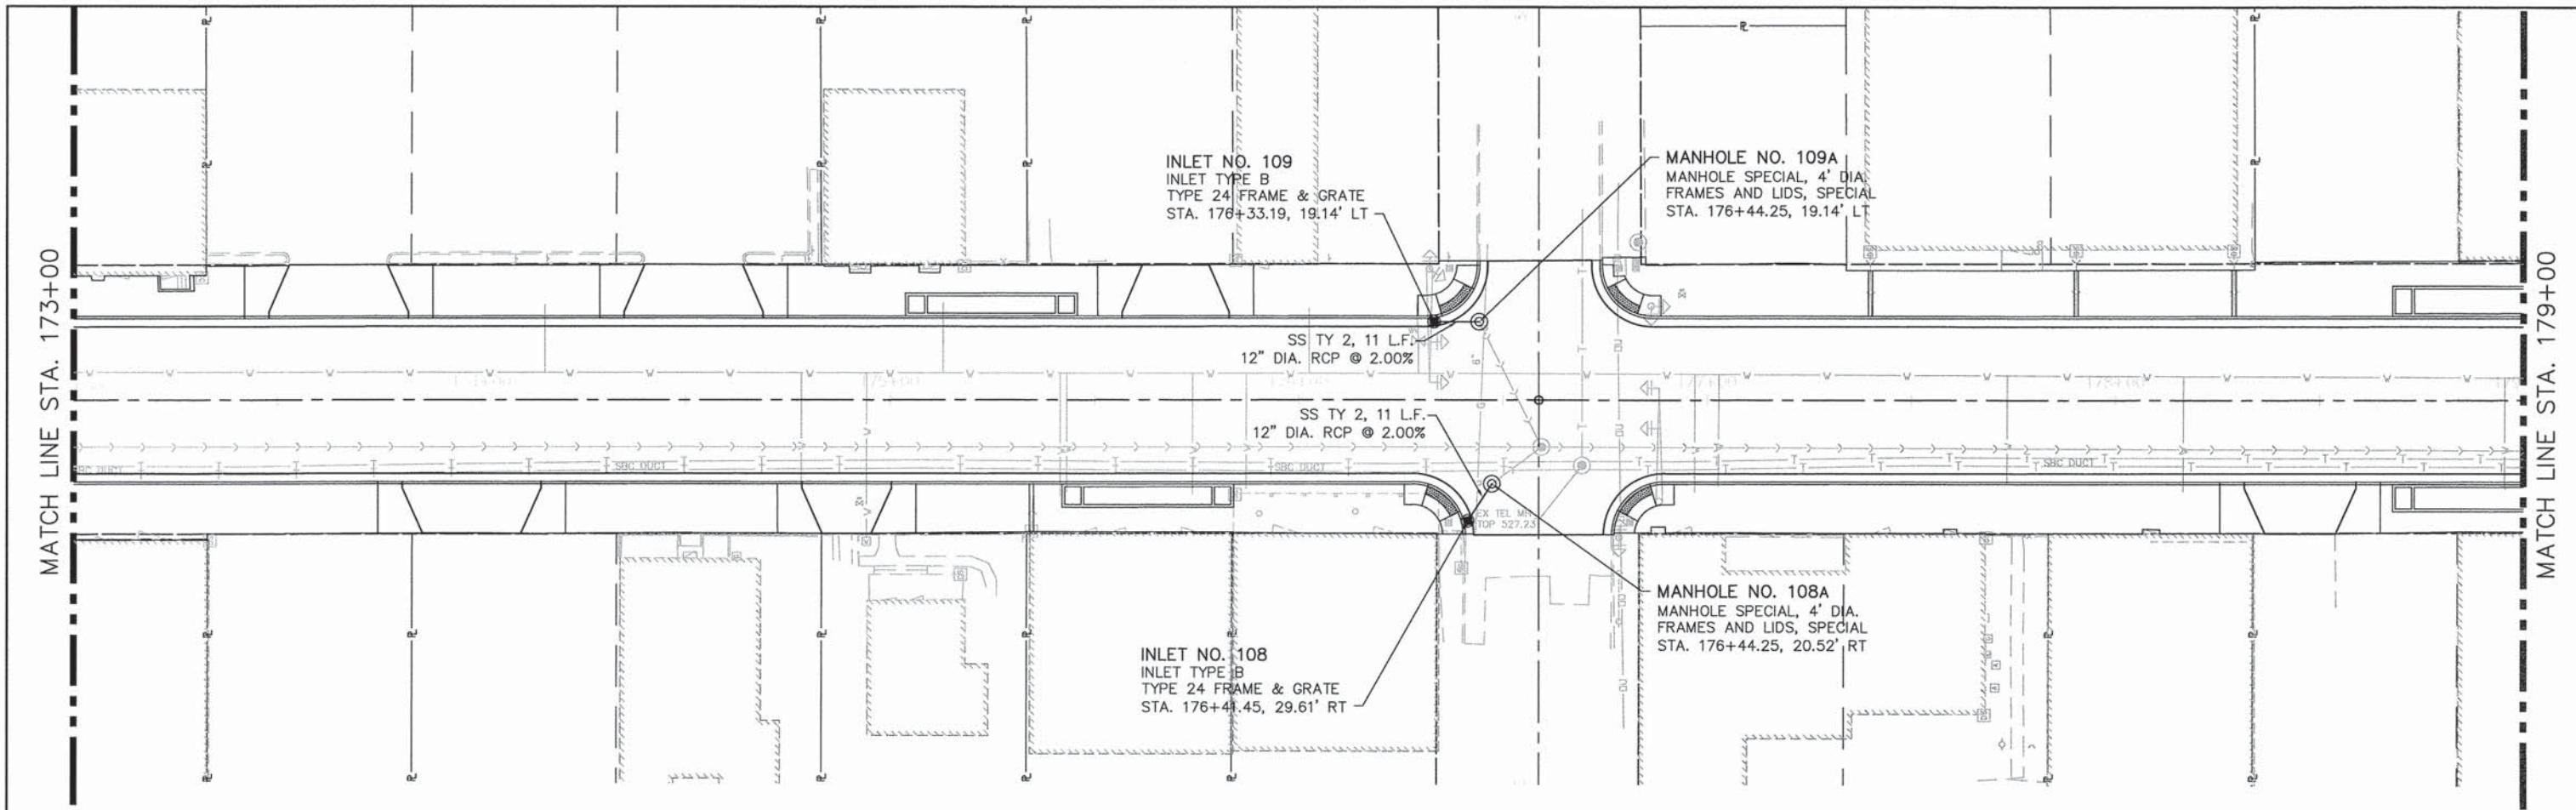 MATCH LINE STA. 173+00
INLET NO. 109
INLET TYPE B
TYPE 24 FRAME & GRATE
STA. 176+33.19, 19.14' LT
MANHOLE NO. 109A
MANHOLE SPECIAL, 4' DIA.
FRAMES AND LIDS, SPECIAL
STA. 176+44.25, 19.14' LT
SS TY 2, 11 L.F.
12" DIA. RCP @ 2.00%
175+00
177+00
SS TY 2, 11 L.F.
12" DIA. RCP @ 2.00%
SBC DUCT
SBC DUCT
SBC DUCT
SBC DUCT
EX TEL MH
TOP 527.23
MANHOLE NO. 108A
MANHOLE SPECIAL, 4' DIA.
FRAMES AND LIDS, SPECIAL
STA. 176+44.25, 20.52' RT
INLET NO. 108
INLET TYPE B
TYPE 24 FRAME & GRATE
STA. 176+41.45, 29.61' RT
MATCH LINE STA. 179+00